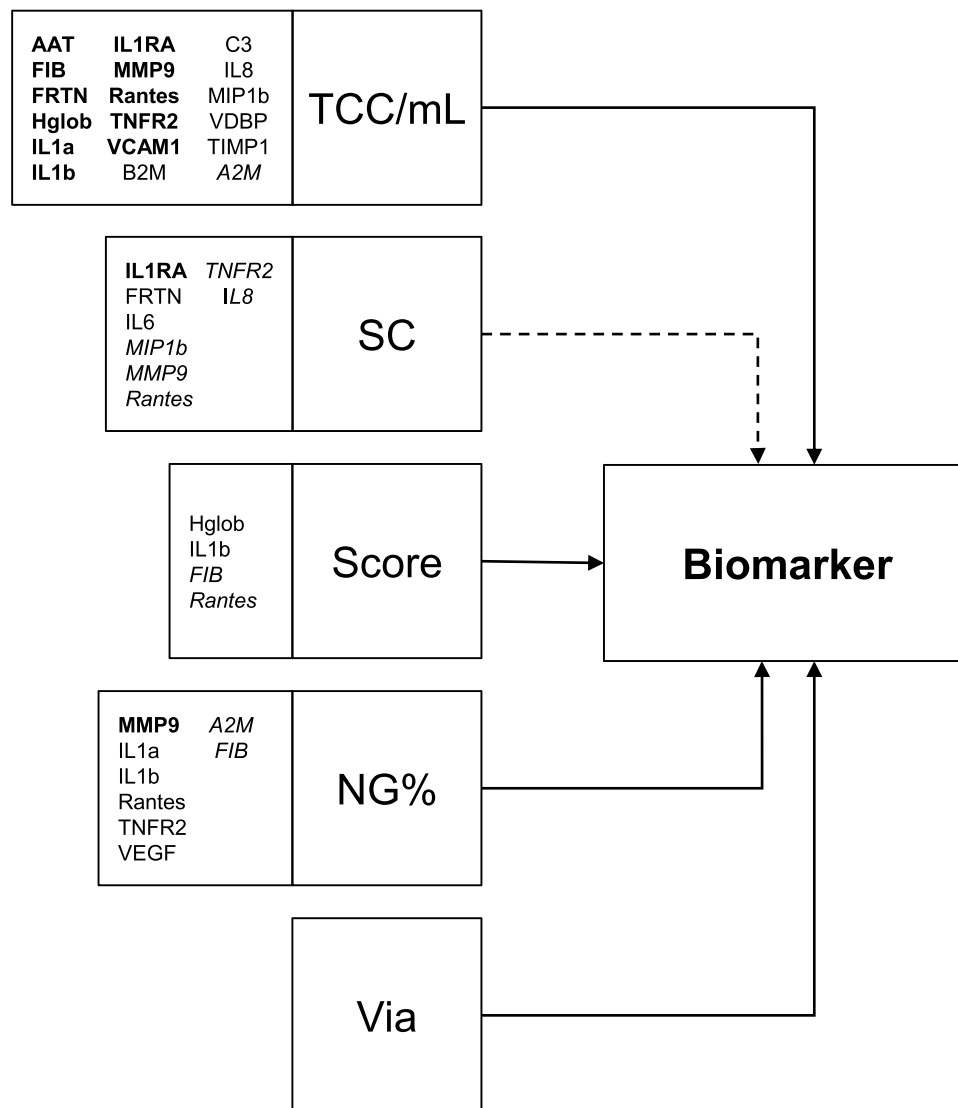 AAT IL1RA C3
FIB MMP9 IL8
FRTN Rantes MIP1b
Hglob TNFR2 VDBP
IL1a VCAM1 TIMP1
IL1b B2M A2M
TCC/mL
IL1RA TNFR2
FRTN IL8
IL6
MIP1b
MMP9
Rantes
SC
Hglob
IL1b
FIB
Rantes
Score
Biomarker
MMP9 A2M
IL1a FIB
IL1b
Rantes
TNFR2
VEGF
NG%
Via